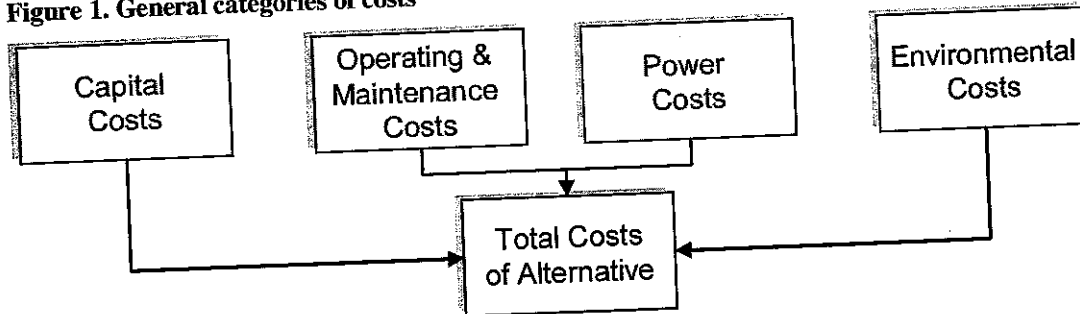 Figure 1. General categories of costs
Capital
Costs
Operating &
Maintenance
Costs
Power
Costs
Environmental
Costs
Total Costs
of Alternative